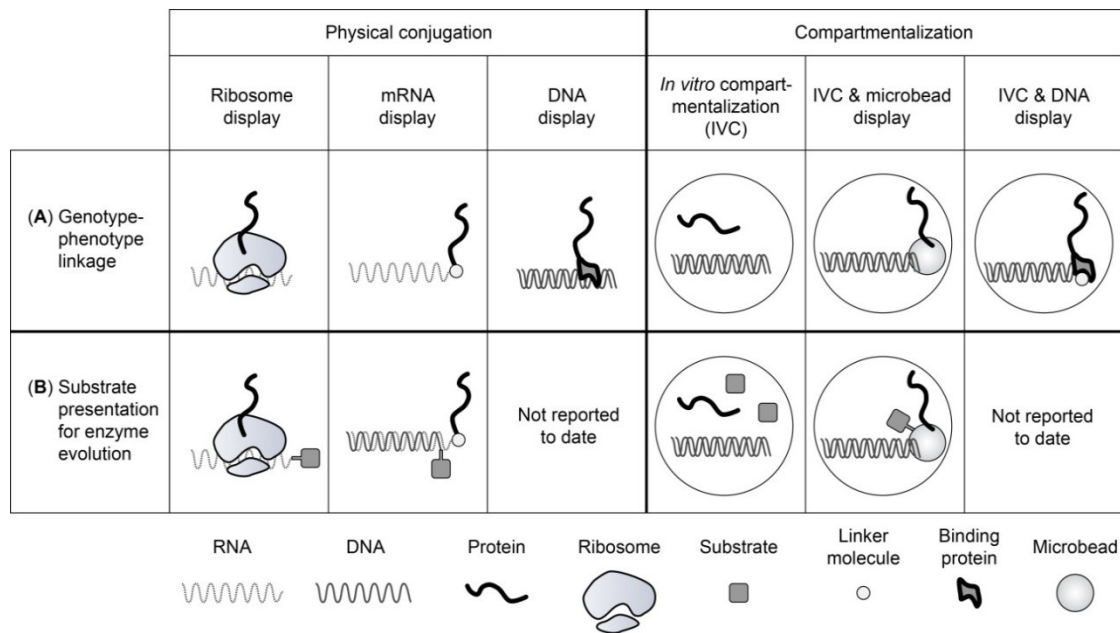 Physical conjugation
Compartmentalization
Ribosome
display
mRNA
display
DNA
display
In vitro compart-
mentalization
(IVC)
IVC & microbead
display
IVC & DNA
display
(A) Genotype-
phenotype
linkage
(B) Substrate
presentation
for enzyme
evolution
Not reported
to date
Not reported
to date
RNA
DNA
Protein
Ribosome
Substrate
Linker
molecule
Binding
protein
Microbead